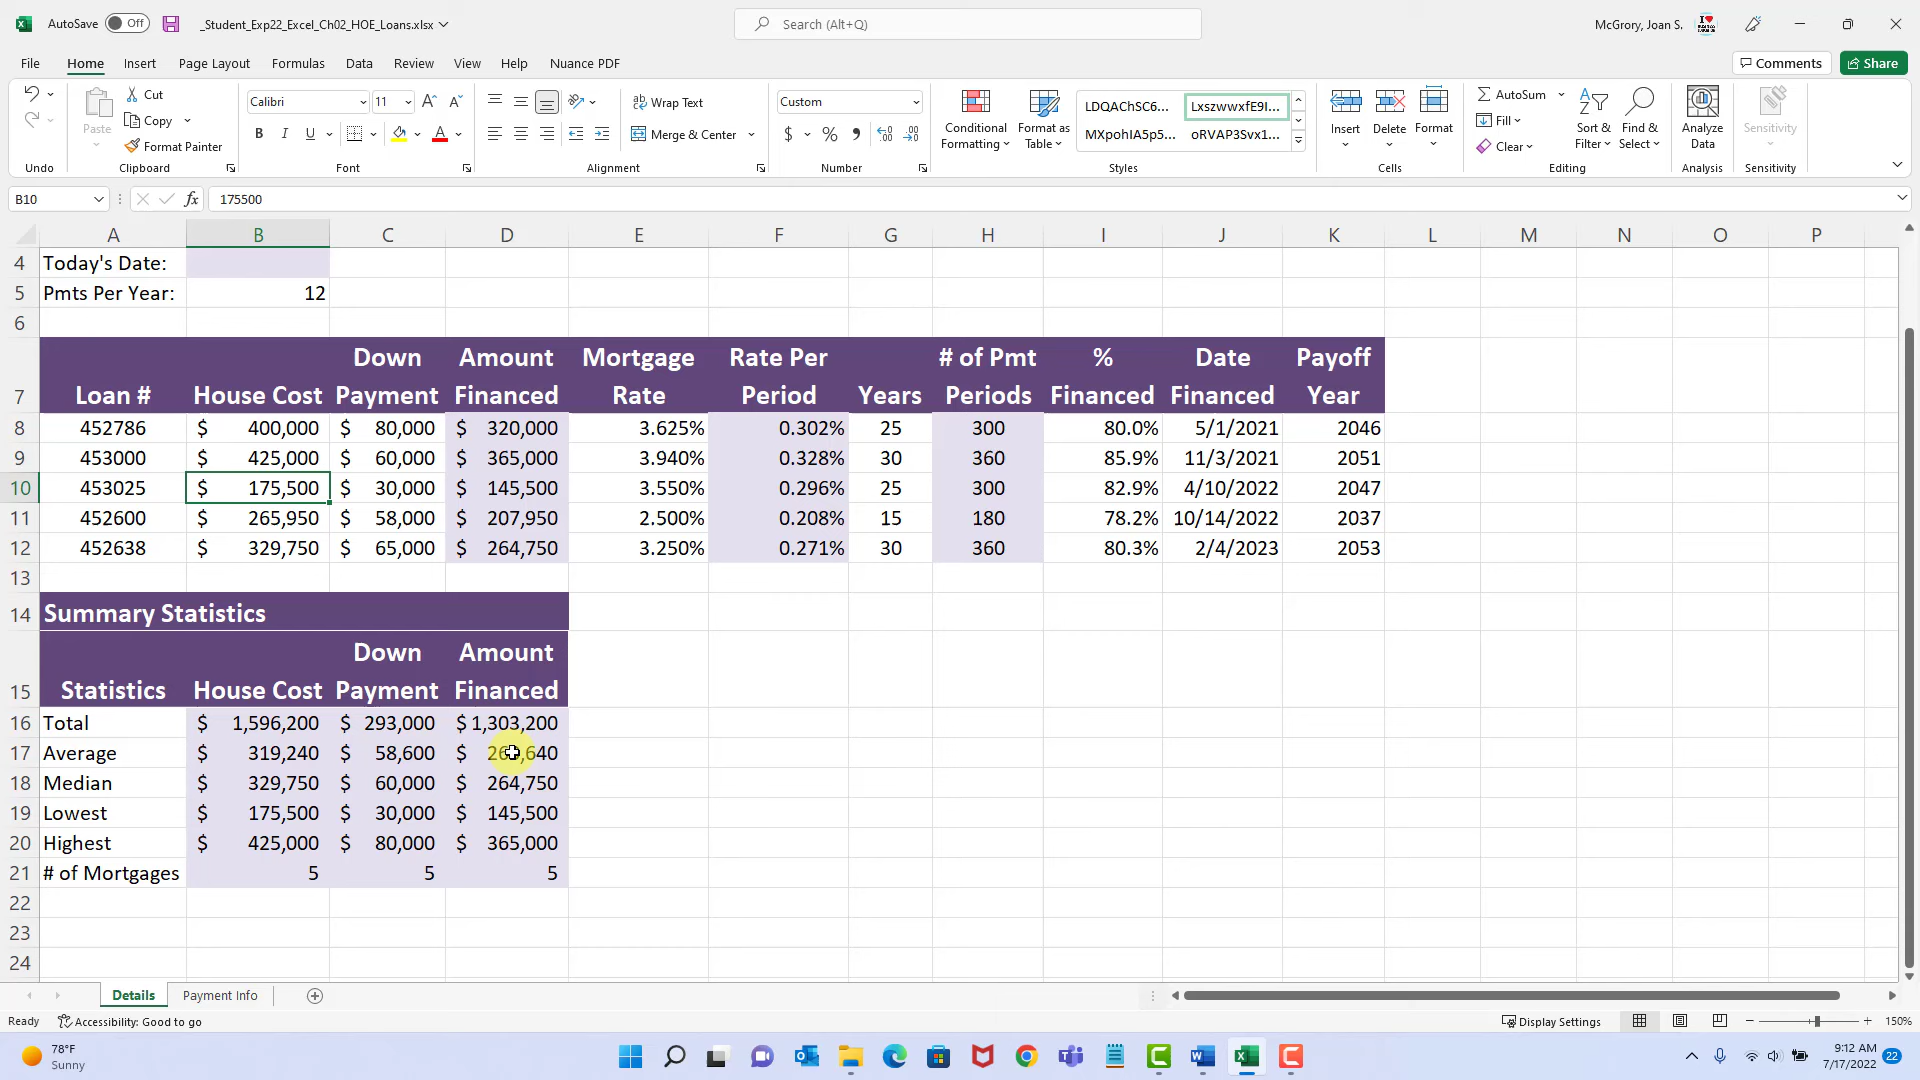 AutoSave Off _Student_Exp22_Excel_Ch02_HOE_Loans.xlsx Search (Alt+Q) McGrory, Joan S.
File Home Insert Page Layout Formulas Data Review View Help Nuance PDF Comments Share
Paste Cut Copy Format Painter
Calibri 11
B I U
Wrap Text
Merge & Center
Custom
$ % ,
Conditional Formatting
Format as Table
LDQAChSC6... LxszwwxfE9I...
MXpohIA5p5... oRVAP3Svx1...
Insert Delete Format
AutoSum
Fill
Clear
Sort & Filter
Find & Select
Analyze Data
Sensitivity
Undo Clipboard Font Alignment Number Styles Cells Editing Analysis Sensitivity
B10 fx 175500
A B C D E F G H I J K L M N O P
4 Today's Date:
5 Pmts Per Year: 12
6
7 Loan # House Cost Down Payment Amount Financed Mortgage Rate Rate Per Period Years # of Pmt Periods % Financed Date Financed Payoff Year
8 452786 $ 400,000 $ 80,000 $ 320,000 3.625% 0.302% 25 300 80.0% 5/1/2021 2046
9 453000 $ 425,000 $ 60,000 $ 365,000 3.940% 0.328% 30 360 85.9% 11/3/2021 2051
10 453025 $ 175,500 $ 30,000 $ 145,500 3.550% 0.296% 25 300 82.9% 4/10/2022 2047
11 452600 $ 265,950 $ 58,000 $ 207,950 2.500% 0.208% 15 180 78.2% 10/14/2022 2037
12 452638 $ 329,750 $ 65,000 $ 264,750 3.250% 0.271% 30 360 80.3% 2/4/2023 2053
13
14 Summary Statistics
15 Statistics House Cost Down Payment Amount Financed
16 Total $ 1,596,200 $ 293,000 $ 1,303,200
17 Average $ 319,240 $ 58,600 $
18 Median $ 329,750 $ 60,000 $ 264,750
19 Lowest $ 175,500 $ 30,000 $ 145,500
20 Highest $ 425,000 $ 80,000 $ 365,000
21 # of Mortgages 5 5 5
22
23
24
Details Payment Info
Ready Accessibility: Good to go Display Settings 150%
78°F
Sunny
9:12 AM
7/17/2022 22